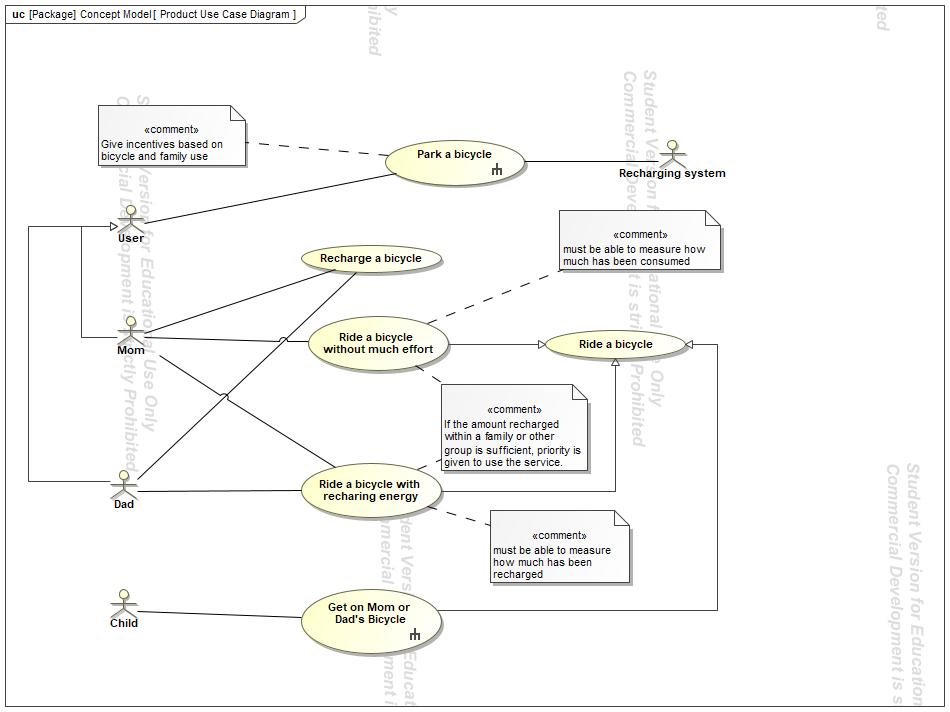 uc [Package] Concept Model[ Product Use Case Diagram ]
«comment»
Give incentives based on
bicycle and family use
Park a bicycle
Recharging system
User
«comment»
must be able to measure how
much has been consumed
Recharge a bicycle
Mom
Ride a bicycle
without much effort
Ride a bicycle
«comment»
If the amount recharged
within a family or other
group is sufficient, priority is
given to use the service.
Dad
Ride a bicycle with
recharing energy
«comment»
must be able to measure
how much has been
recharged
Child
Get on Mom or
Dad's Bicycle
Version for Educational Use Only
Student Version for Education
Commercial Development is s